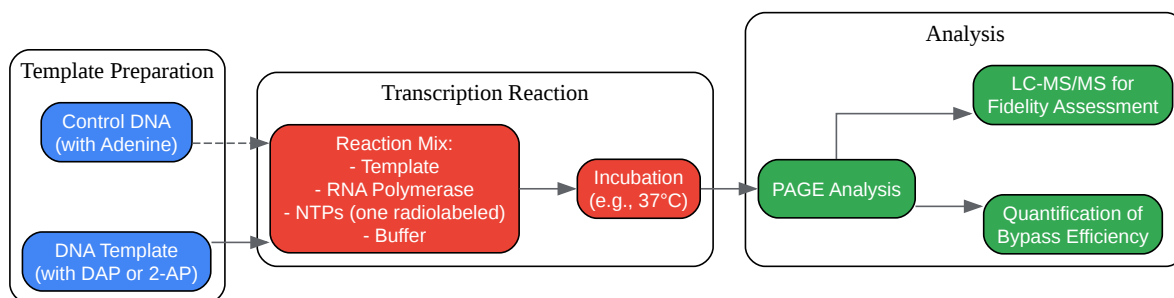 Template Preparation
Control DNA
(with Adenine)
DNA Template
(with DAP or 2-AP)
Transcription Reaction
Reaction Mix:
- Template
- RNA Polymerase
- NTPs (one radiolabeled)
- Buffer
Incubation
(e.g., 37°C)
Analysis
PAGE Analysis
LC-MS/MS for
Fidelity Assessment
Quantification of
Bypass Efficiency